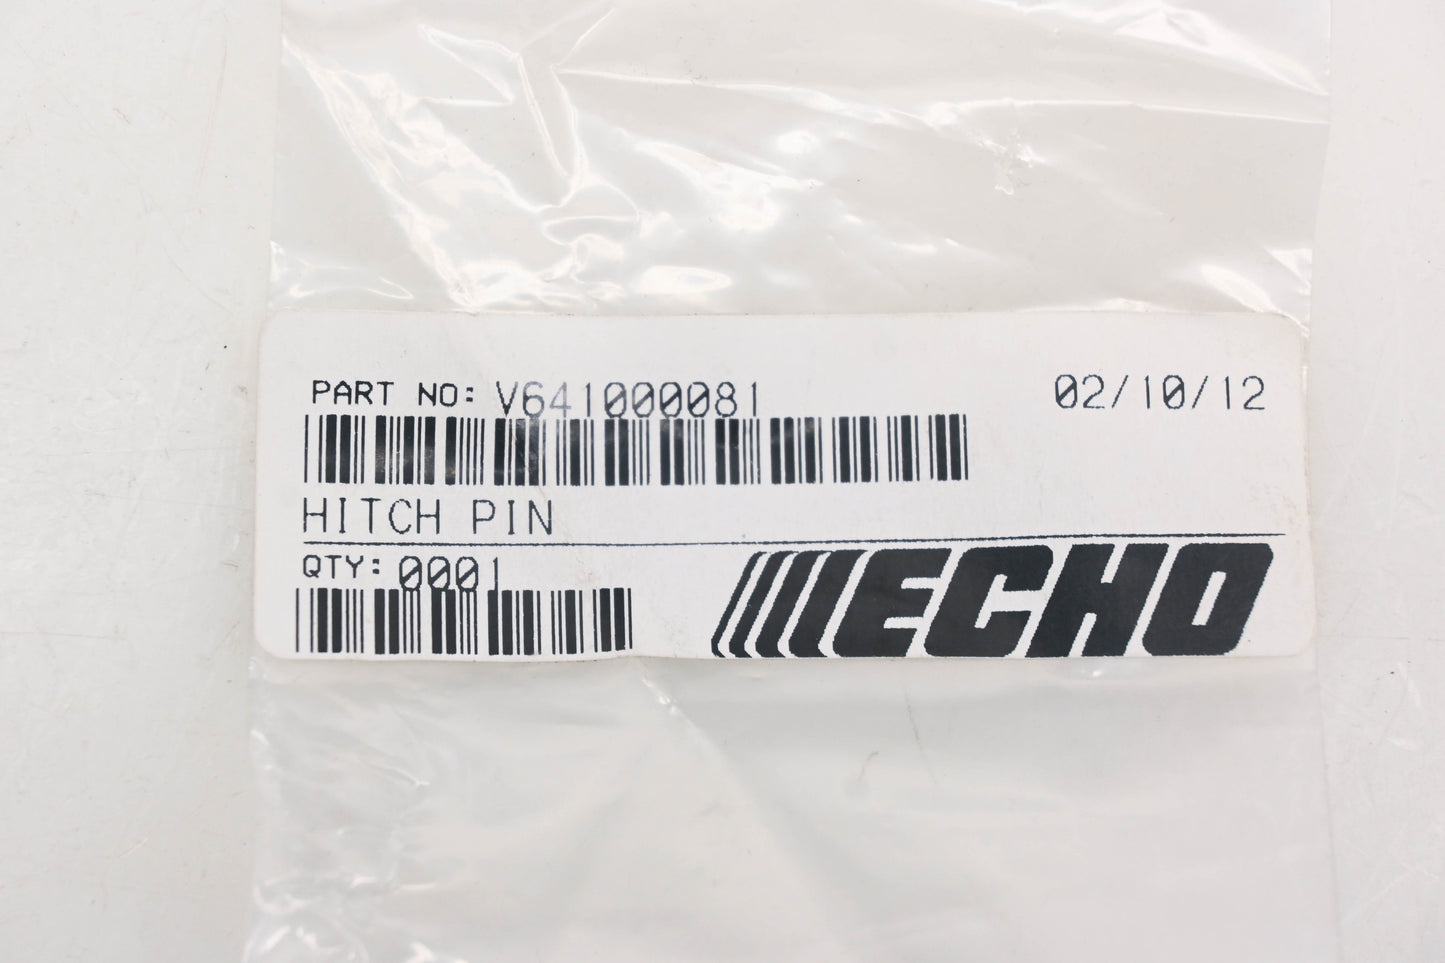 PART NO: V641000081 02/10/12
HITCH PIN
QTY: 0001
ECHO